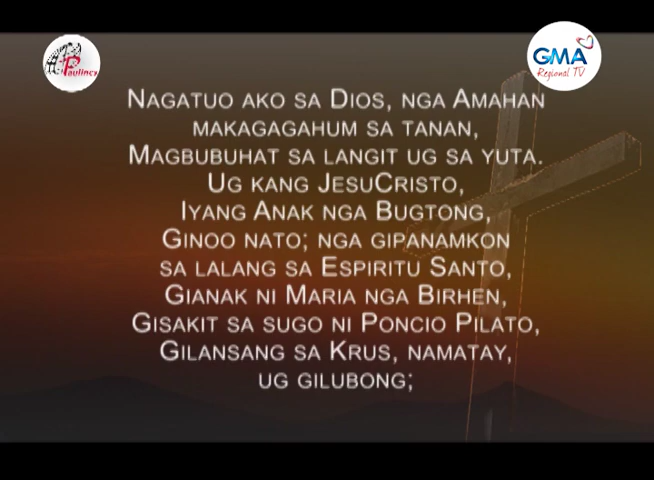 Paulines
GMA
Regional TV
NAGATUO AKO SA DIOS, NGA AMAHAN
MAKAGAGAHUM SA TANAN,
MAGBUBUHAT SA LANGIT UG SA YUTA.
UG KANG JESUCRISTO,
IYANG ANAK NGA BUGTONG,
GINOO NATO; NGA GIPANAMKON
SA LALANG SA ESPIRITU SANTO,
GIANAK NI MARIA NGA BIRHEN,
GISAKIT SA SUGO NI PONCIO PILATO,
GILANSANG SA KRUS, NAMATAY,
UG GILUBONG;